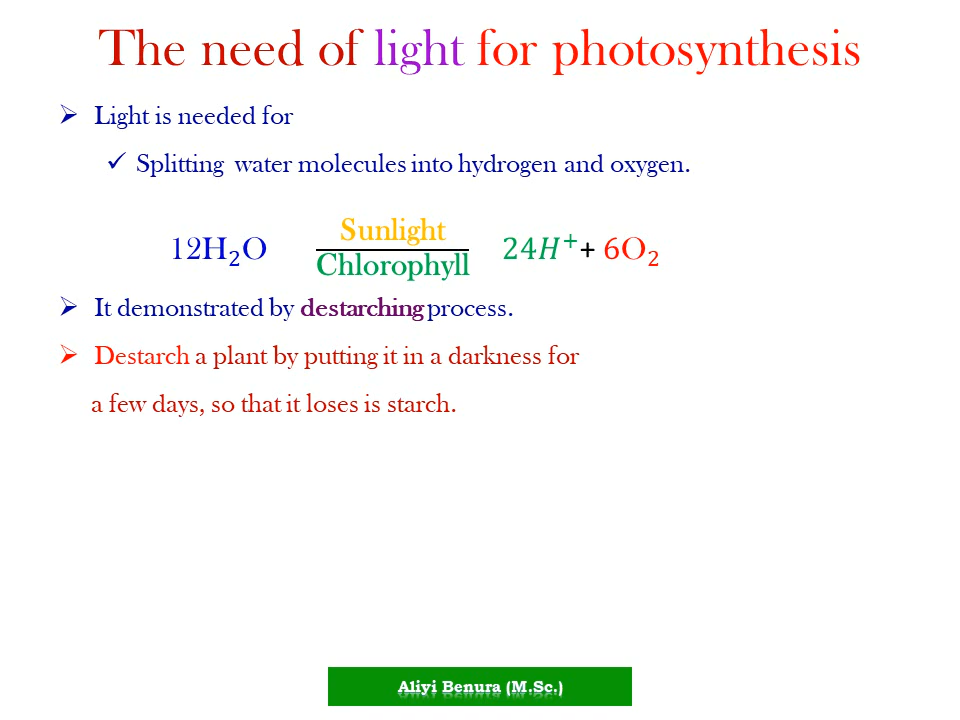 The need of light for photosynthesis
➢ Light is needed for
✓ Splitting water molecules into hydrogen and oxygen.
Sunlight
12H₂O 24H⁺+ 6O₂
Chlorophyll
➢ It demonstrated by destarching process.
➢ Destarch a plant by putting it in a darkness for
a few days, so that it loses is starch.
Aliyi Benura (M.Sc.)